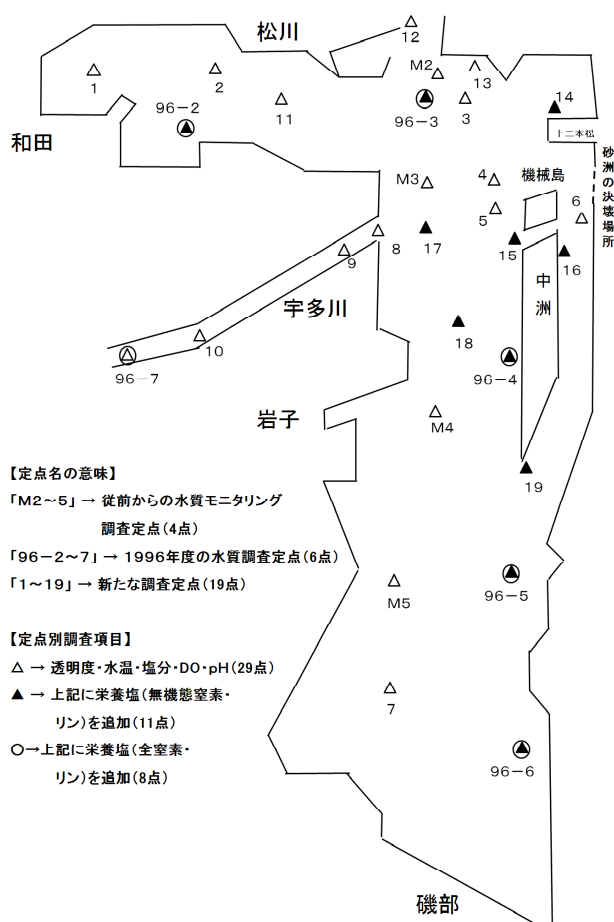 松川
12
M2
13
1
2
11
96-2
96-3
3
14
十二本松
和田
砂洲の決壊場所
M3
4
機械島
5
6
8
17
15
16
9
中洲
宇多川
10
18
96-7
96-4
岩子
M4
19
【定点名の意味】
「M2~5」→ 従前からの水質モニタリング
調査定点(4点)
「96-2~7」→ 1996年度の水質調査定点(6点)
「1~19」→ 新たな調査定点(19点)
96-5
M5
【定点別調査項目】
△ → 透明度・水温・塩分・DO・pH(29点)
▲ → 上記に栄養塩(無機態窒素・
リン)を追加(11点)
○→上記に栄養塩(全窒素・
リン)を追加(8点)
7
96-6
磯部